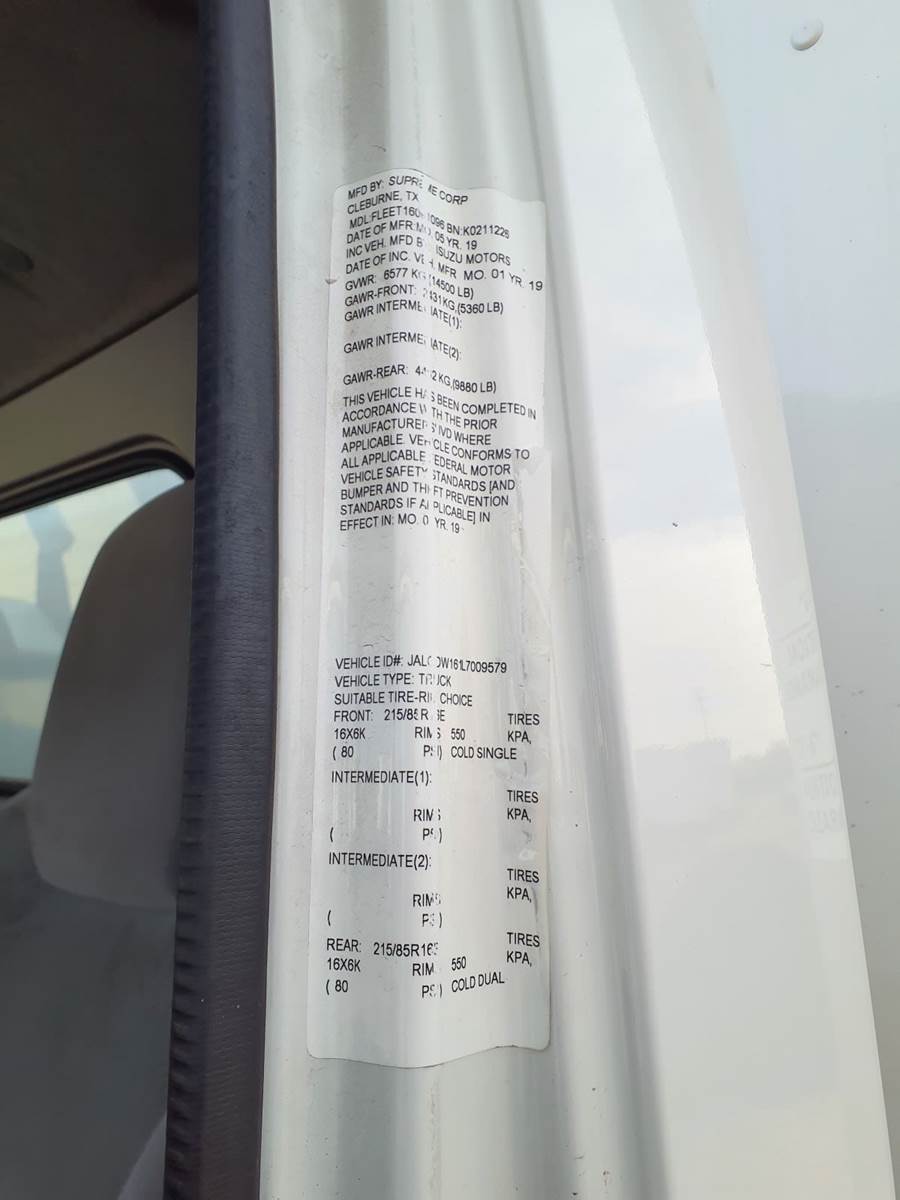 MFD BY: SUPREME CORP
CLEBURNE, TX
BN:K0211226
DATE OF MFR:MO. 05 YR. 19
INC VEH. MFD BY ISUZU MOTORS
DATE OF INC. VEH. MFR MO. 01 YR. 19
GVWR: 6577 KG,(14500 LB)
GAWR-FRONT: 2431KG,(5360 LB)
GAWR INTERMEDIATE(1):
GAWR INTERMEDIATE(2):
GAWR-REAR: KG,(9880 LB)
THIS VEHICLE HAS BEEN COMPLETED IN
ACCORDANCE WITH THE PRIOR
MANUFACTURERS' IVD WHERE
APPLICABLE. VEHICLE CONFORMS TO
ALL APPLICABLE FEDERAL MOTOR
VEHICLE SAFETY STANDARDS [AND
BUMPER AND THEFT PREVENTION
STANDARDS IF APPLICABLE] IN
EFFECT IN: MO. YR. 19
VEHICLE ID#:
VEHICLE TYPE: TRUCK
SUITABLE TIRE-RIM CHOICE
FRONT: 215/85R16E TIRES
16X6K RIMS 550 KPA,
( 80 PSI) COLD SINGLE
INTERMEDIATE(1):
TIRES
RIMS KPA,
( PSI)
INTERMEDIATE(2):
TIRES
RIMS KPA,
( PSI)
REAR: 215/85R16E TIRES
16X6K RIMS 550 KPA,
( 80 PSI) COLD DUAL